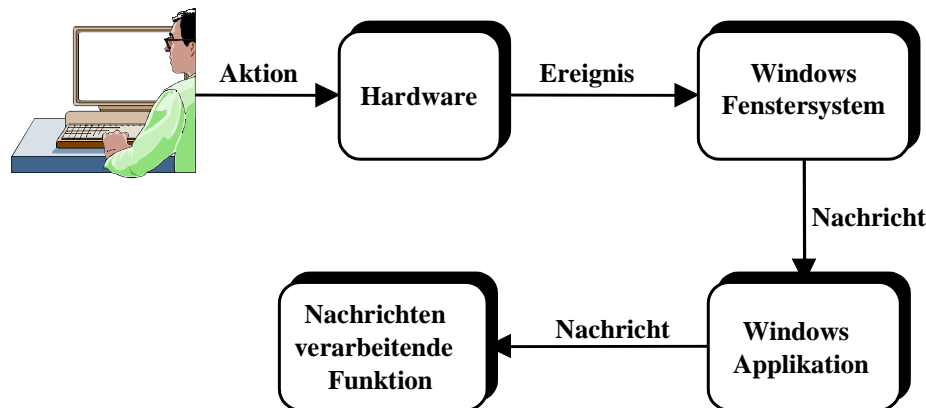 Aktion
Hardware
Ereignis
Windows
Fenstersystem
Nachricht
Windows
Applikation
Nachricht
Nachrichten
verarbeitende
Funktion